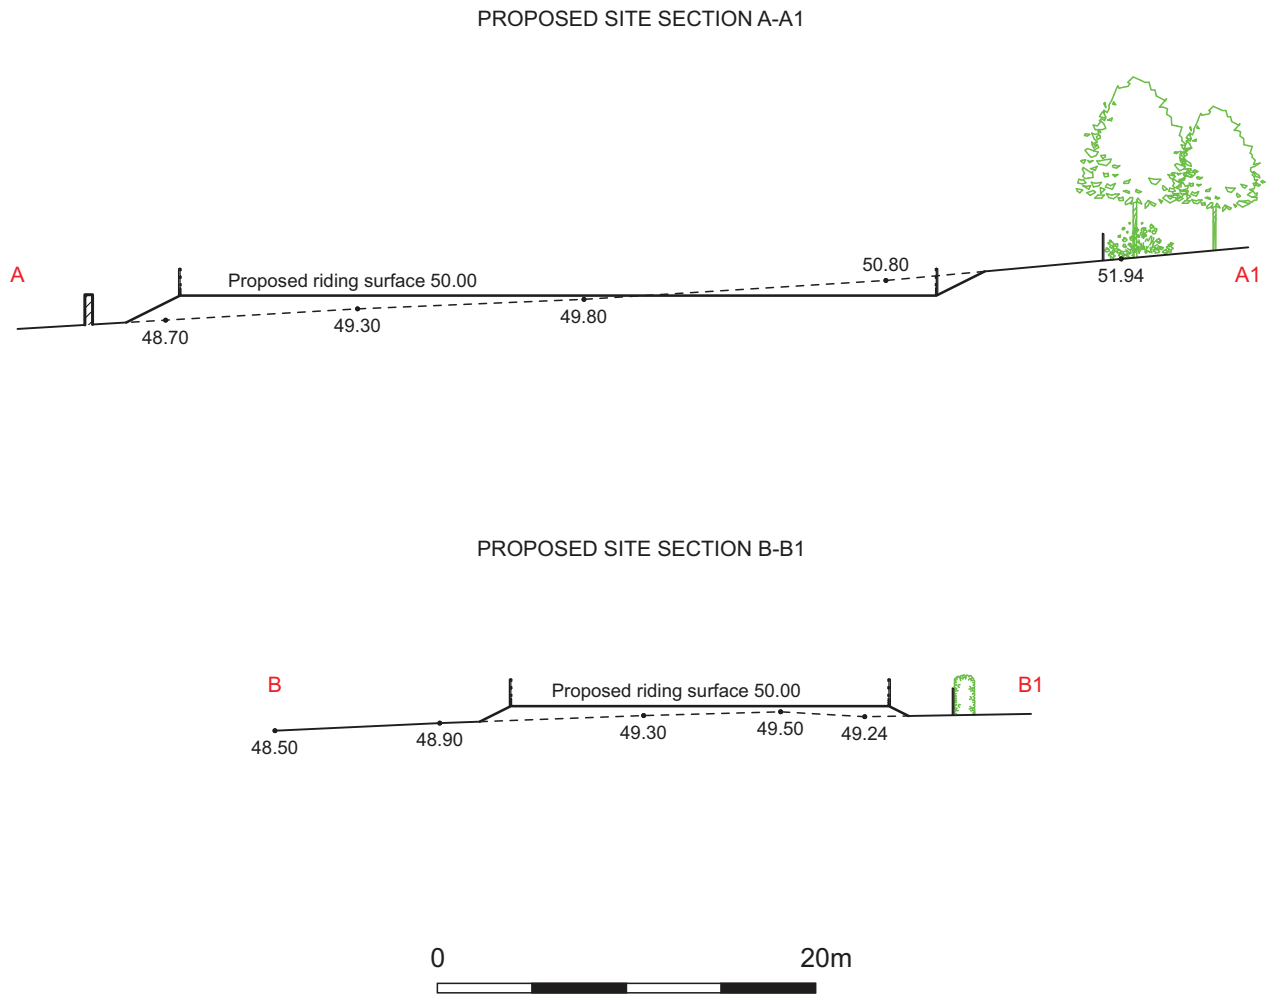 PROPOSED SITE SECTION A-A1
A
Proposed riding surface 50.00
50.80
51.94
A1
48.70
49.30
49.80
PROPOSED SITE SECTION B-B1
B
Proposed riding surface 50.00
B1
48.50
48.90
49.30
49.50
49.24
0
20m